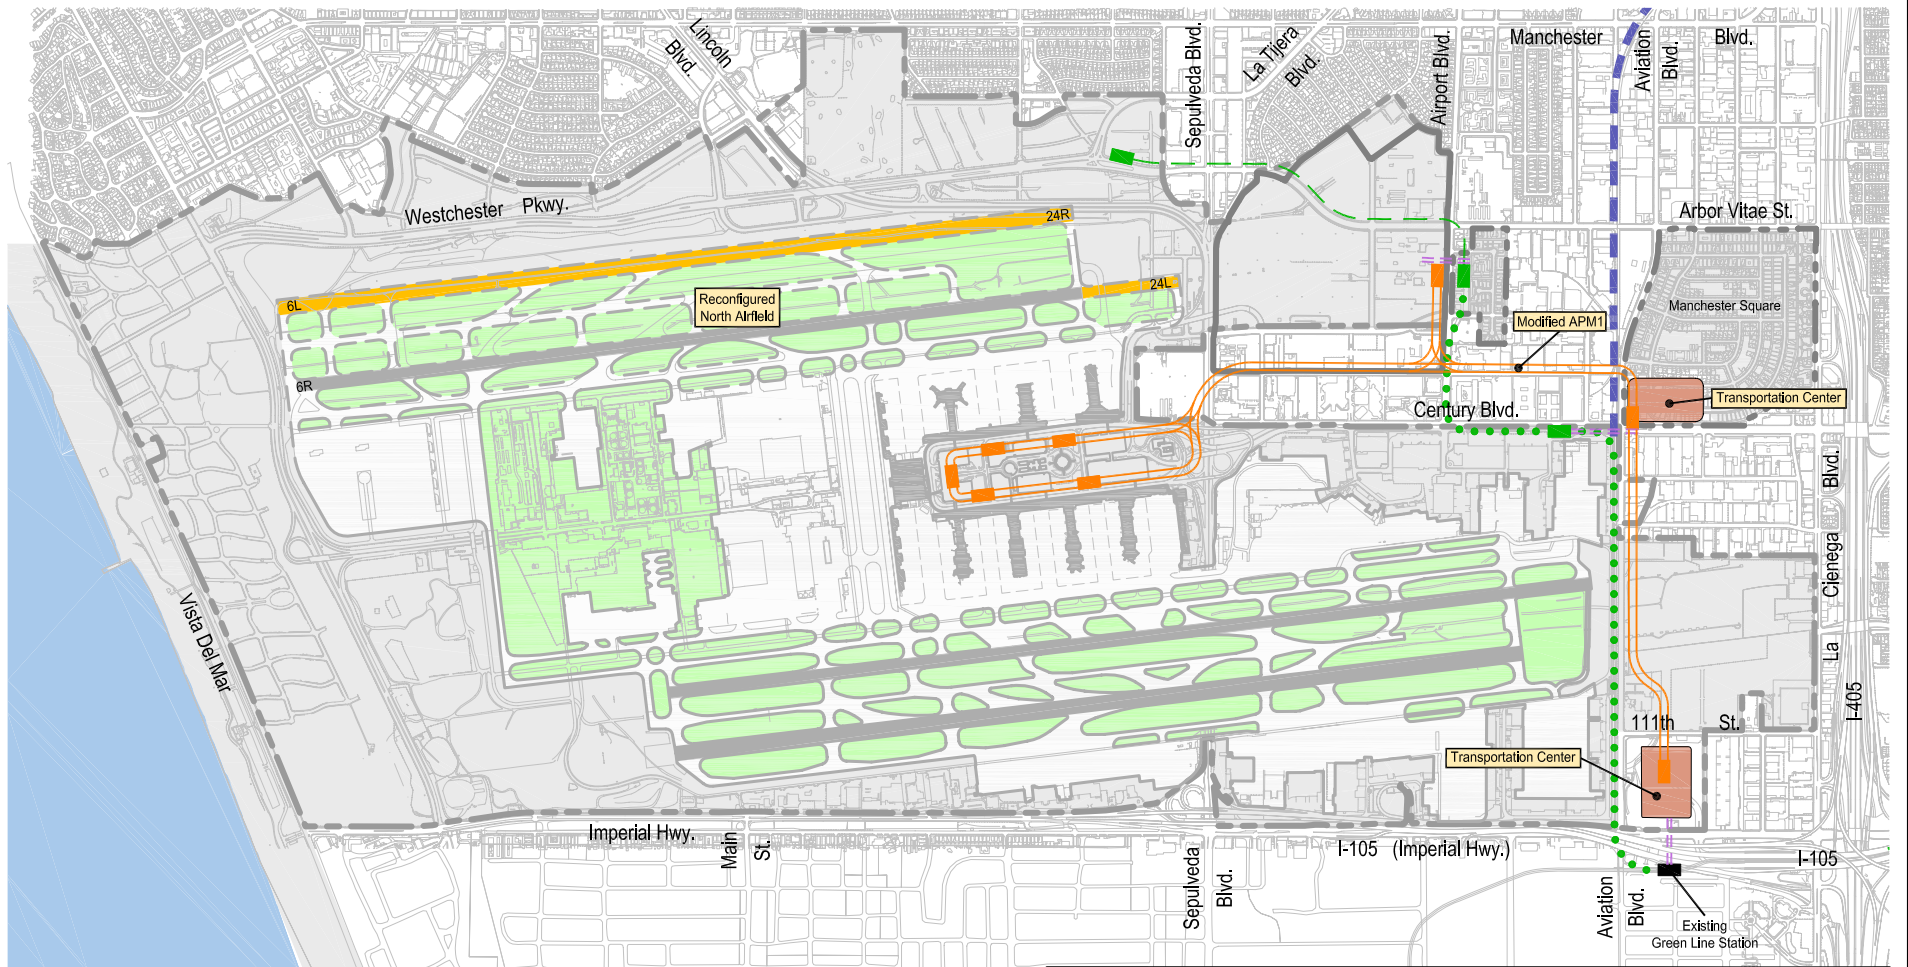 Lincoln
Blvd.
Sepulveda Blvd.
La Tijera
Blvd.
Airport Blvd.
Manchester
Aviation
Blvd.
Blvd.
Westchester Pkwy.
24R
Arbor Vitae St.
6L
24L
Reconfigured
North Airfield
Manchester Square
Modified APM1
6R
Transportation Center
Century Blvd.
La Cienega Blvd.
Vista Del Mar
I-405
111th St.
Transportation Center
Imperial Hwy.
Main
St.
I-105 (Imperial Hwy.)
I-105
Sepulveda
Blvd.
Aviation
Blvd.
Existing
Green Line Station